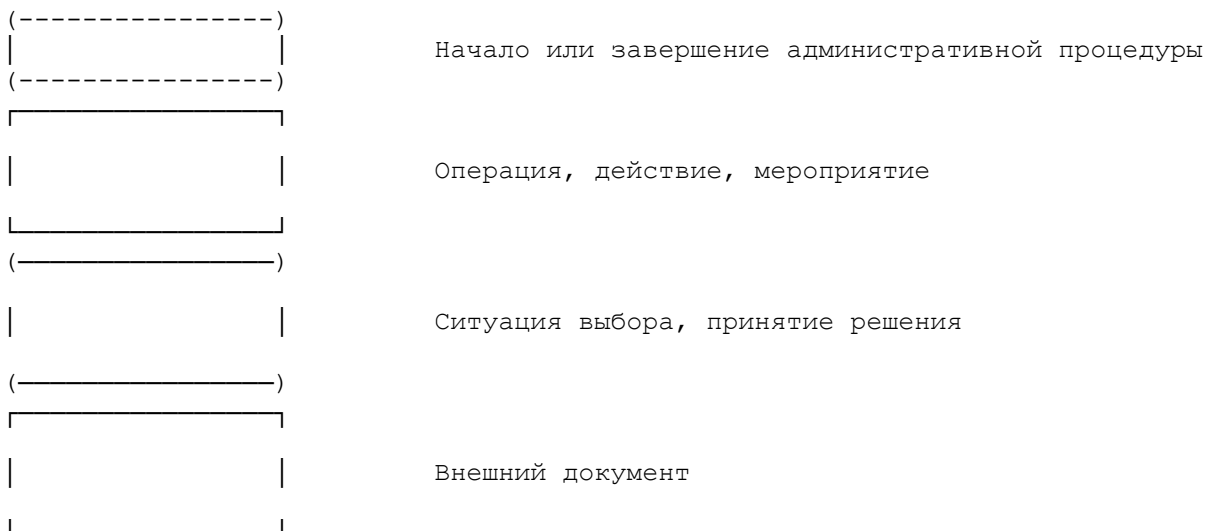 Начало или завершение административной процедуры
Операция, действие, мероприятие
Ситуация выбора, принятие решения
Внешний документ